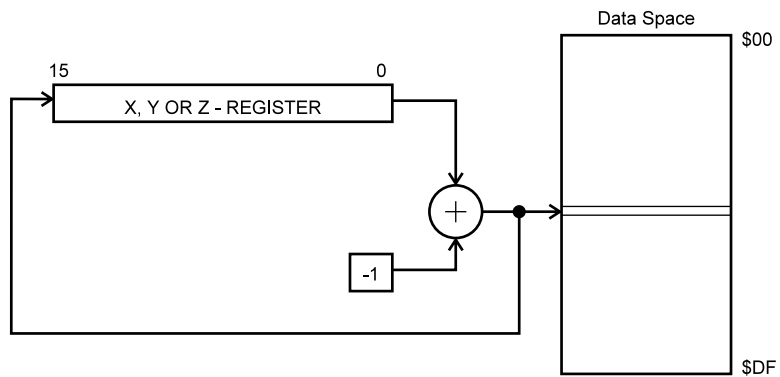 Data Space
$00
15
0
X, Y OR Z - REGISTER
+
-1
$DF